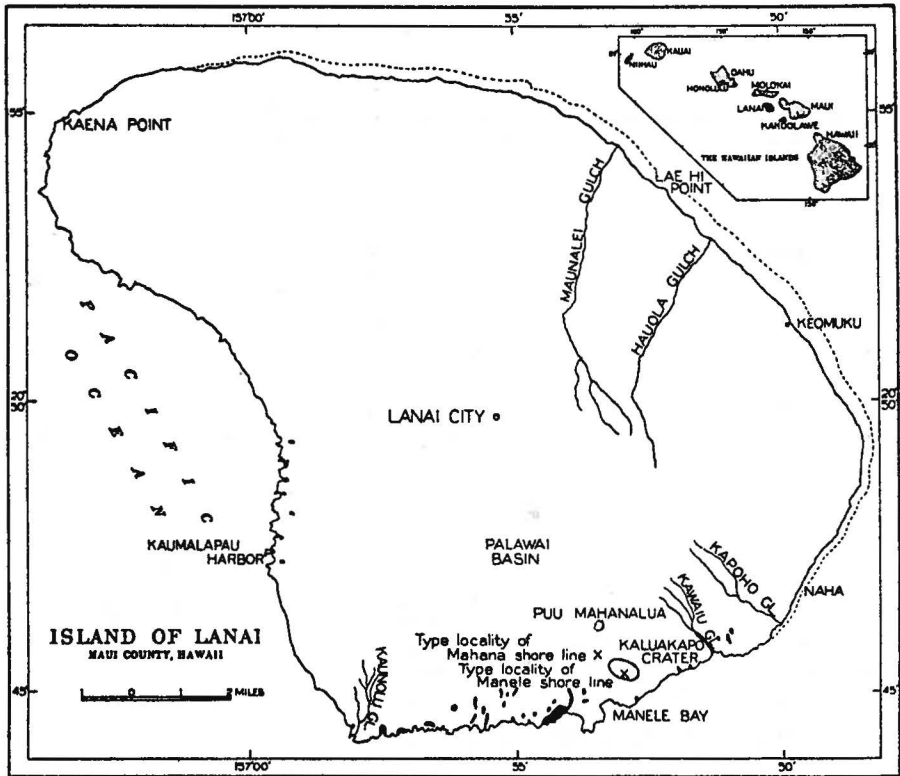 157°00'
55'
50'
KAUAI
NIIHAU
OAHU
HONOLULU
MOLOKAI
LANAI
MAUI
KAHOOLAWE
HAWAII
THE HAWAIIAN ISLANDS
55'
55'
KAENA POINT
LAE HI
POINT
MAUNALEI GULCH
HAUOLA GULCH
KEOMUKU
PACIFIC
OCEAN
20°
50'
20°
50'
LANAI CITY
KAUMALAPAU
HARBOR
PALAWAI
BASIN
KAPOHO GL.
NAHA
KAWAIU GL.
PUU MAHANALUA
ISLAND OF LANAI
MAUI COUNTY, HAWAII
Type locality of
Mahana shore line
KALUAKAPO
CRATER
Type locality of
Manele shore line
KAUNOLU GL.
0 1 2 MILES
45'
45'
MANELE BAY
157°00'
55'
50'